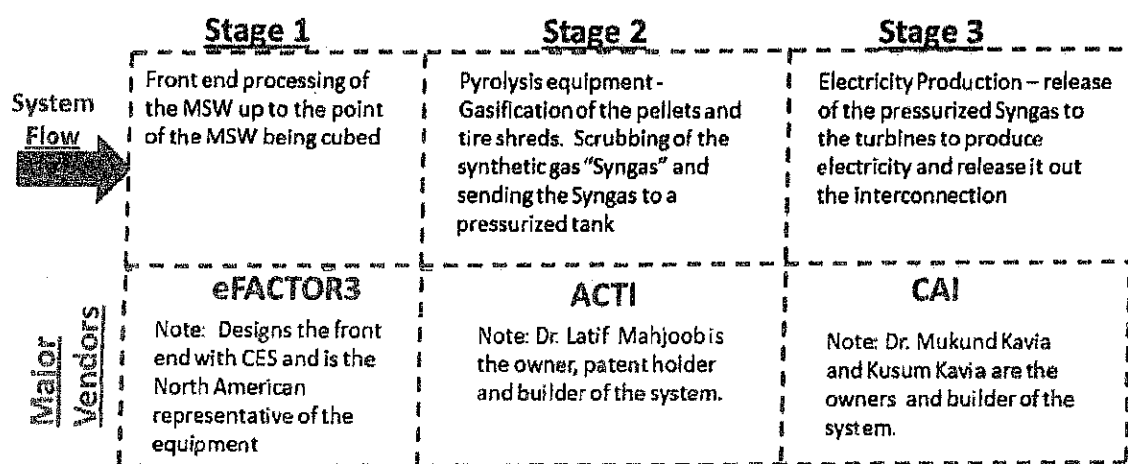 Stage 1
Stage 2
Stage 3
System
Flow
Front end processing of
the MSW up to the point
of the MSW being cubed
Pyrolysis equipment -
Gasification of the pellets and
tire shreds. Scrubbing of the
synthetic gas "Syngas" and
sending the Syngas to a
pressurized tank
Electricity Production – release
of the pressurized Syngas to
the turbines to produce
electricity and release it out
the interconnection
Major
Vendors
eFACTOR3
Note: Designs the front
end with CES and is the
North American
representative of the
equipment
ACTI
Note: Dr. Latif Mahjoob is
the owner, patent holder
and builder of the system.
CAI
Note: Dr. Mukund Kavia
and Kusum Kavia are the
owners and builder of the
system.